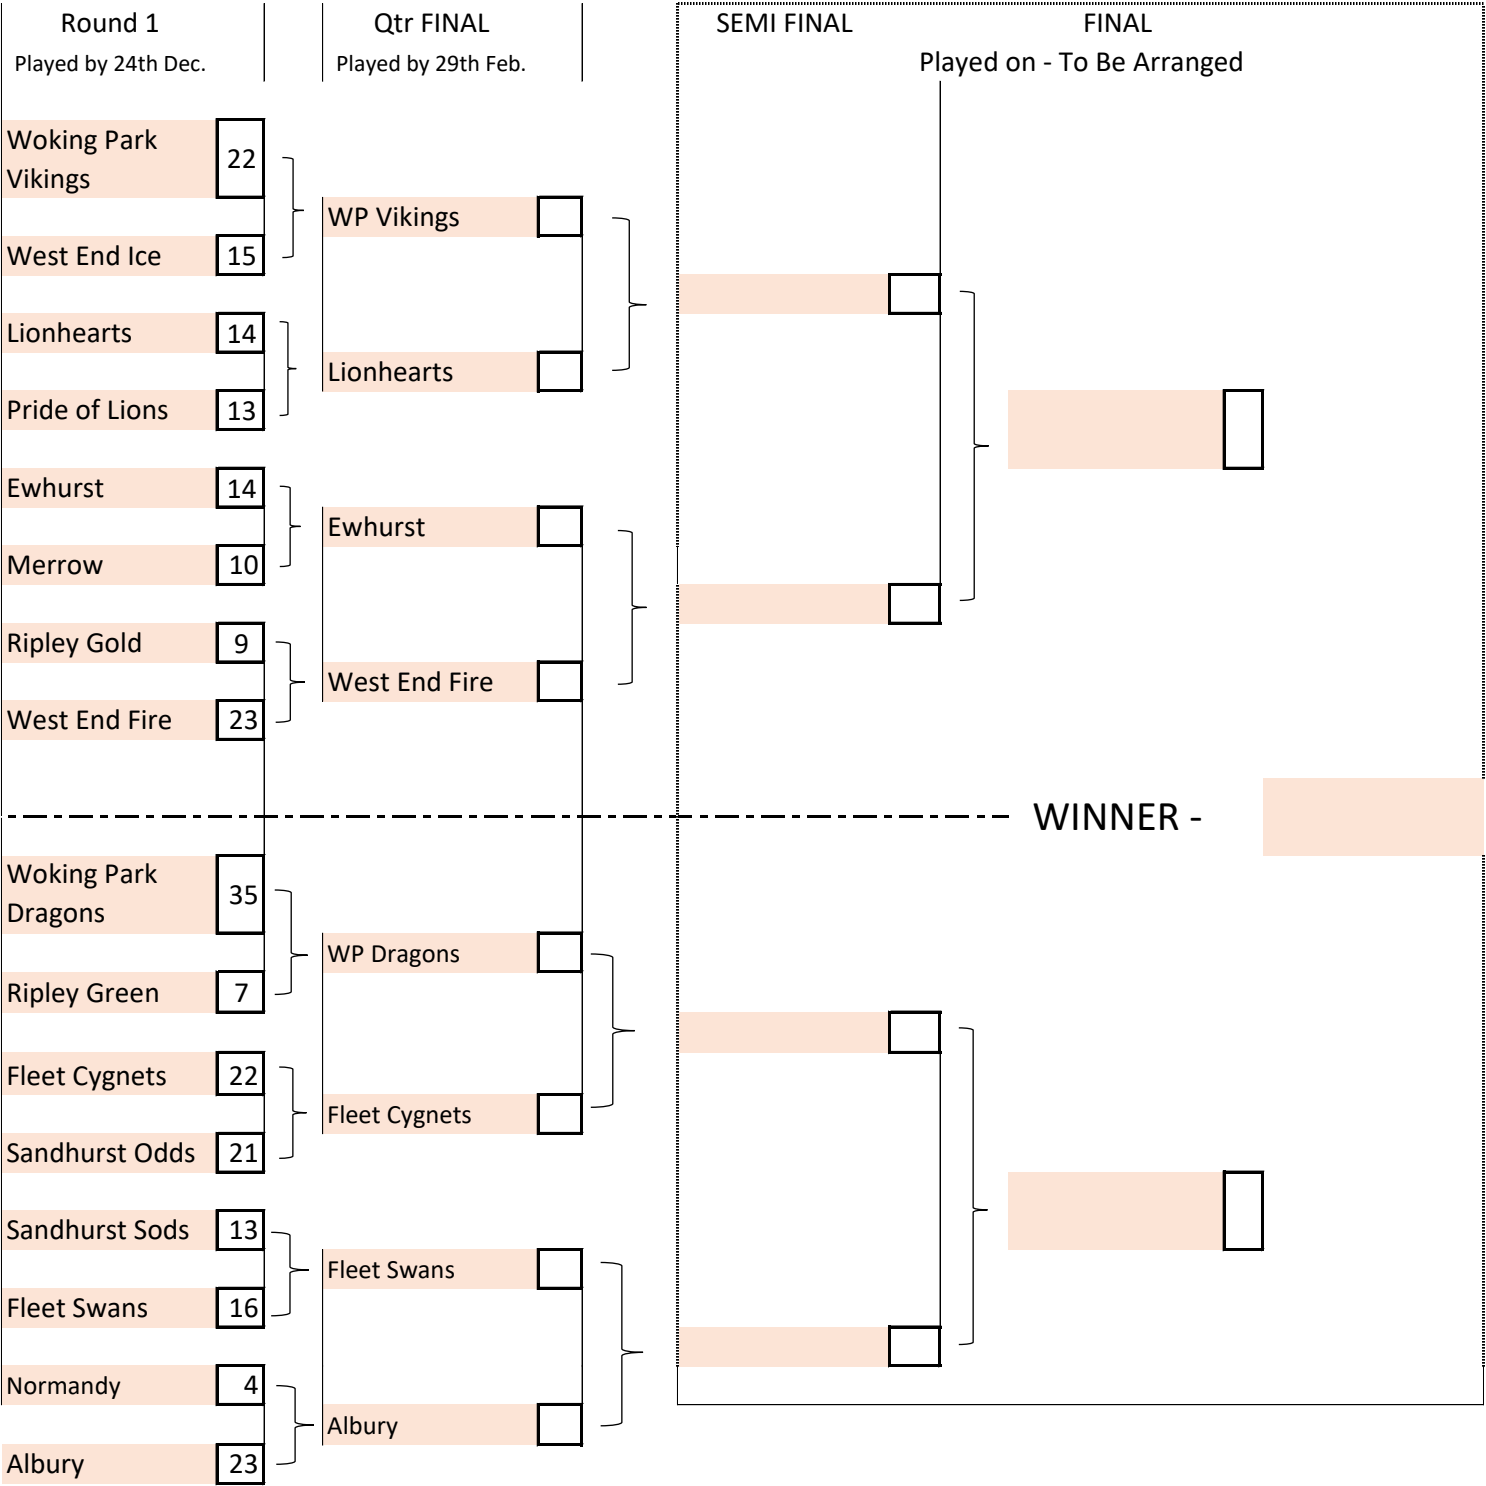 Round 1
Qtr FINAL
SEMI FINAL
FINAL
Played by 24th Dec.
Played by 29th Feb.
Played on - To Be Arranged
Woking Park
Vikings
22
WP Vikings
West End Ice
15
Lionhearts
14
Lionhearts
Pride of Lions
13
Ewhurst
14
Ewhurst
Merrow
10
Ripley Gold
9
West End Fire
West End Fire
23
WINNER -
Woking Park
Dragons
35
WP Dragons
Ripley Green
7
Fleet Cygnets
22
Fleet Cygnets
Sandhurst Odds
21
Sandhurst Sods
13
Fleet Swans
Fleet Swans
16
Normandy
4
Albury
Albury
23